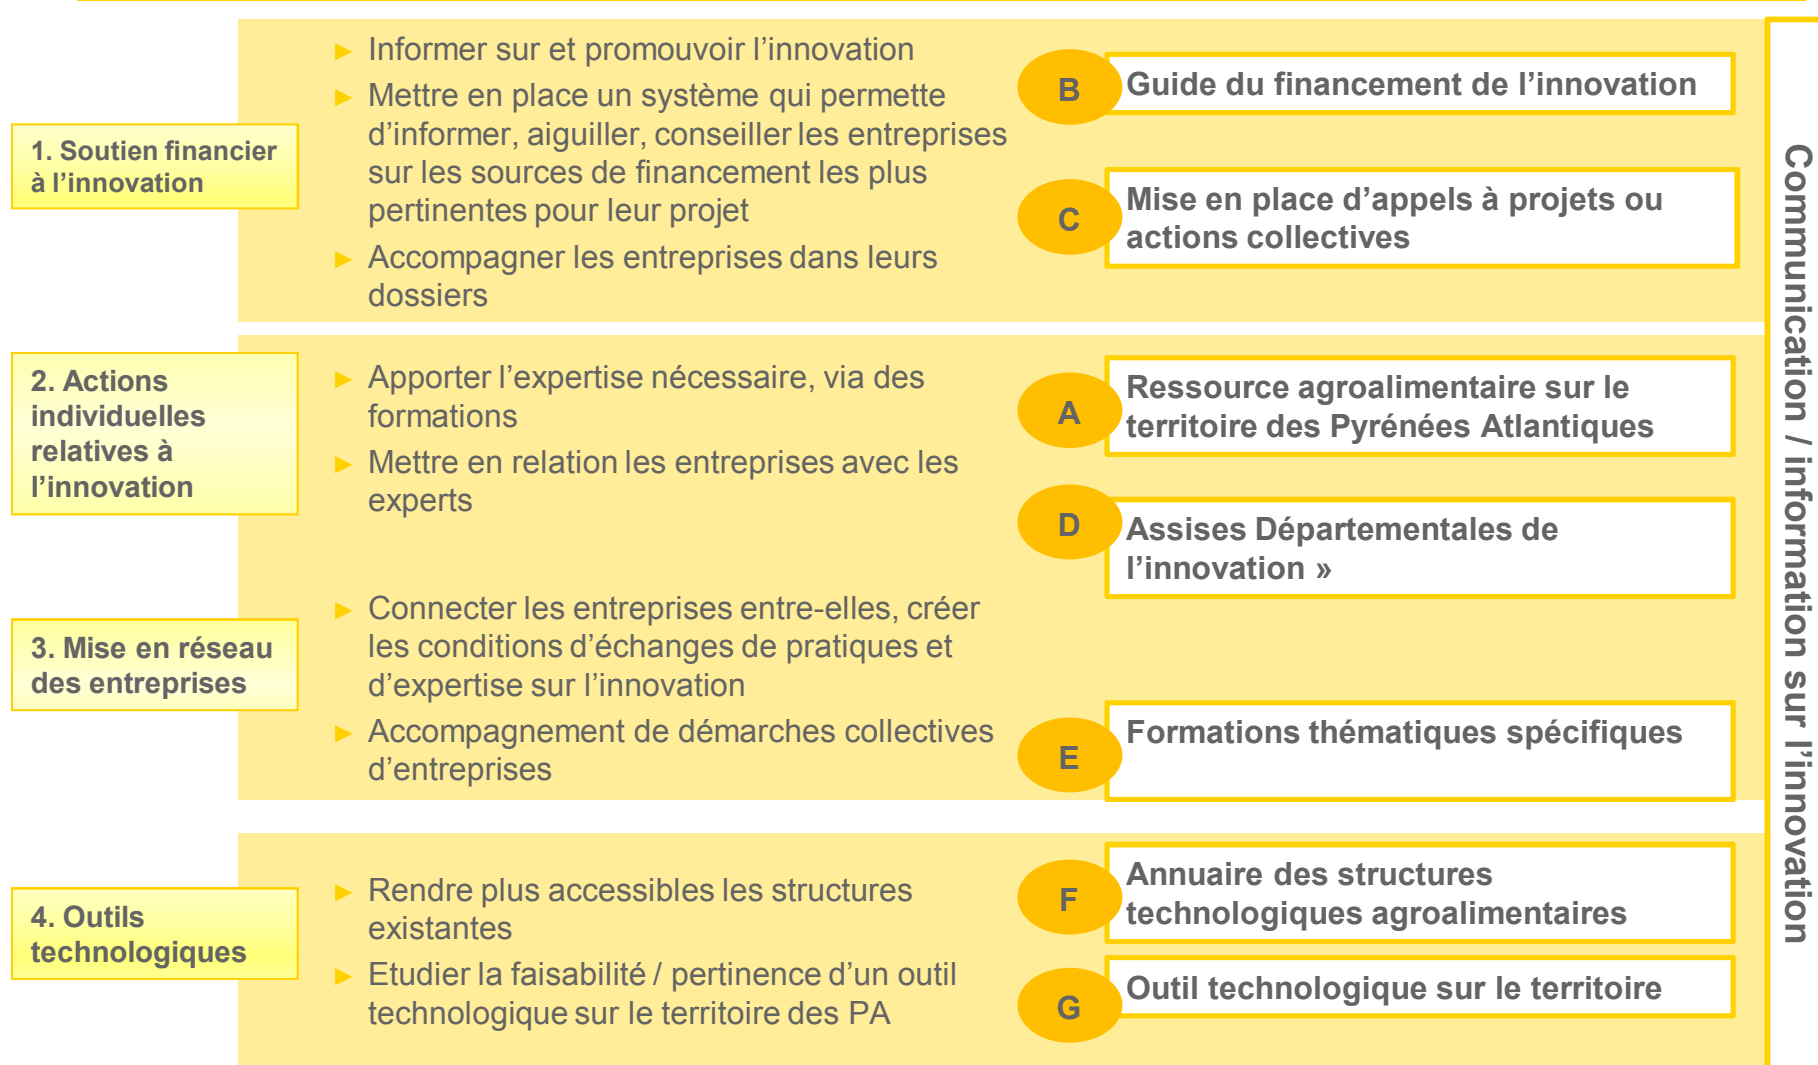 1. Soutien financier
à l’innovation
► Informer sur et promouvoir l’innovation
► Mettre en place un système qui permette
d’informer, aiguiller, conseiller les entreprises
sur les sources de financement les plus
pertinentes pour leur projet
► Accompagner les entreprises dans leurs
dossiers
B
Guide du financement de l’innovation
C
Mise en place d’appels à projets ou
actions collectives
2. Actions
individuelles
relatives à
l’innovation
► Apporter l’expertise nécessaire, via des
formations
► Mettre en relation les entreprises avec les
experts
A
Ressource agroalimentaire sur le
territoire des Pyrénées Atlantiques
D
Assises Départementales de
l’innovation »
3. Mise en réseau
des entreprises
► Connecter les entreprises entre-elles, créer
les conditions d’échanges de pratiques et
d’expertise sur l’innovation
► Accompagnement de démarches collectives
d’entreprises
E
Formations thématiques spécifiques
4. Outils
technologiques
► Rendre plus accessibles les structures
existantes
► Etudier la faisabilité / pertinence d’un outil
technologique sur le territoire des PA
F
Annuaire des structures
technologiques agroalimentaires
G
Outil technologique sur le territoire
Communication / information sur l’innovation